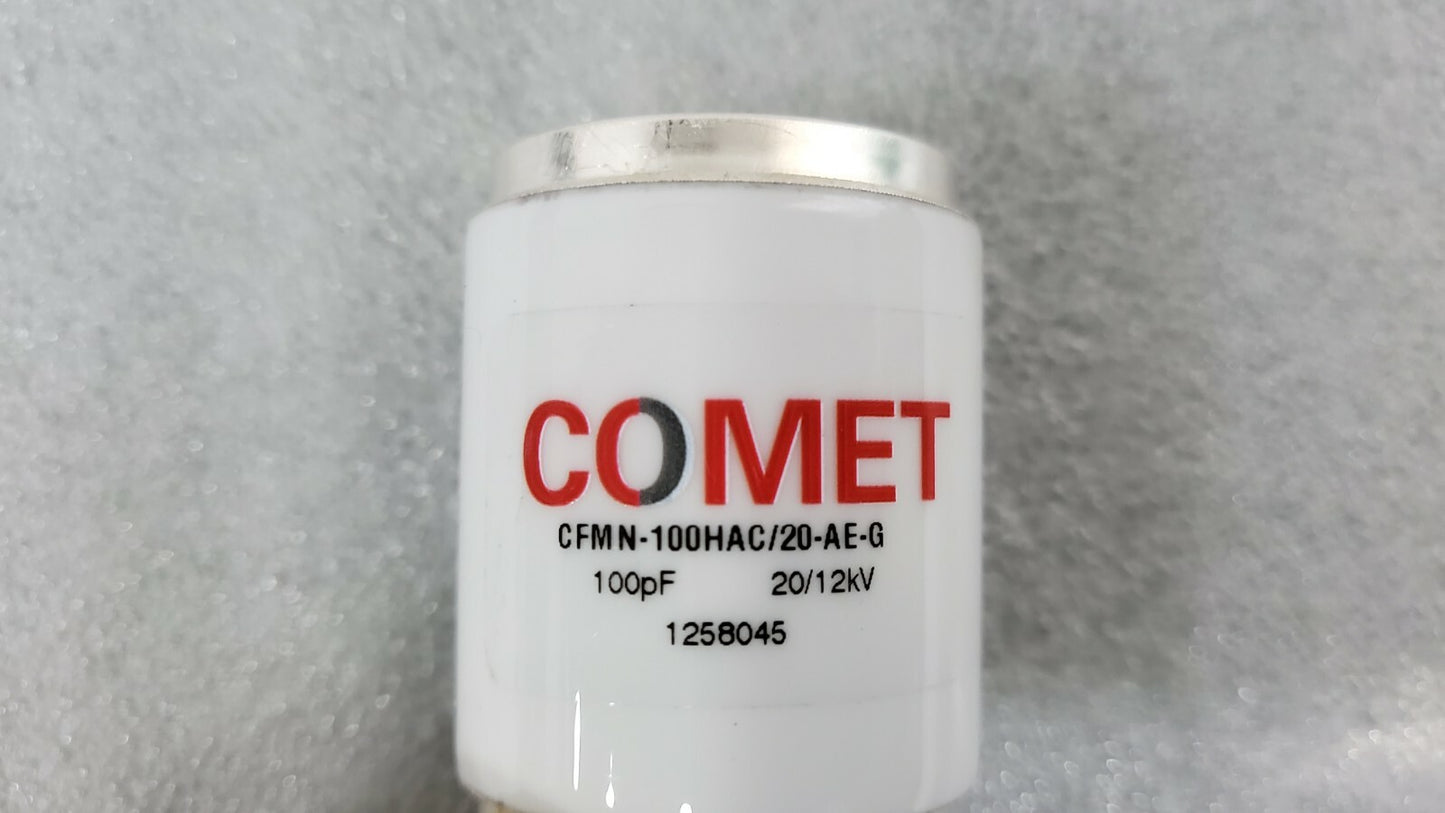 COMET
CFMN-100HAC/20-AE-G
100pF 20/12kV
1258045